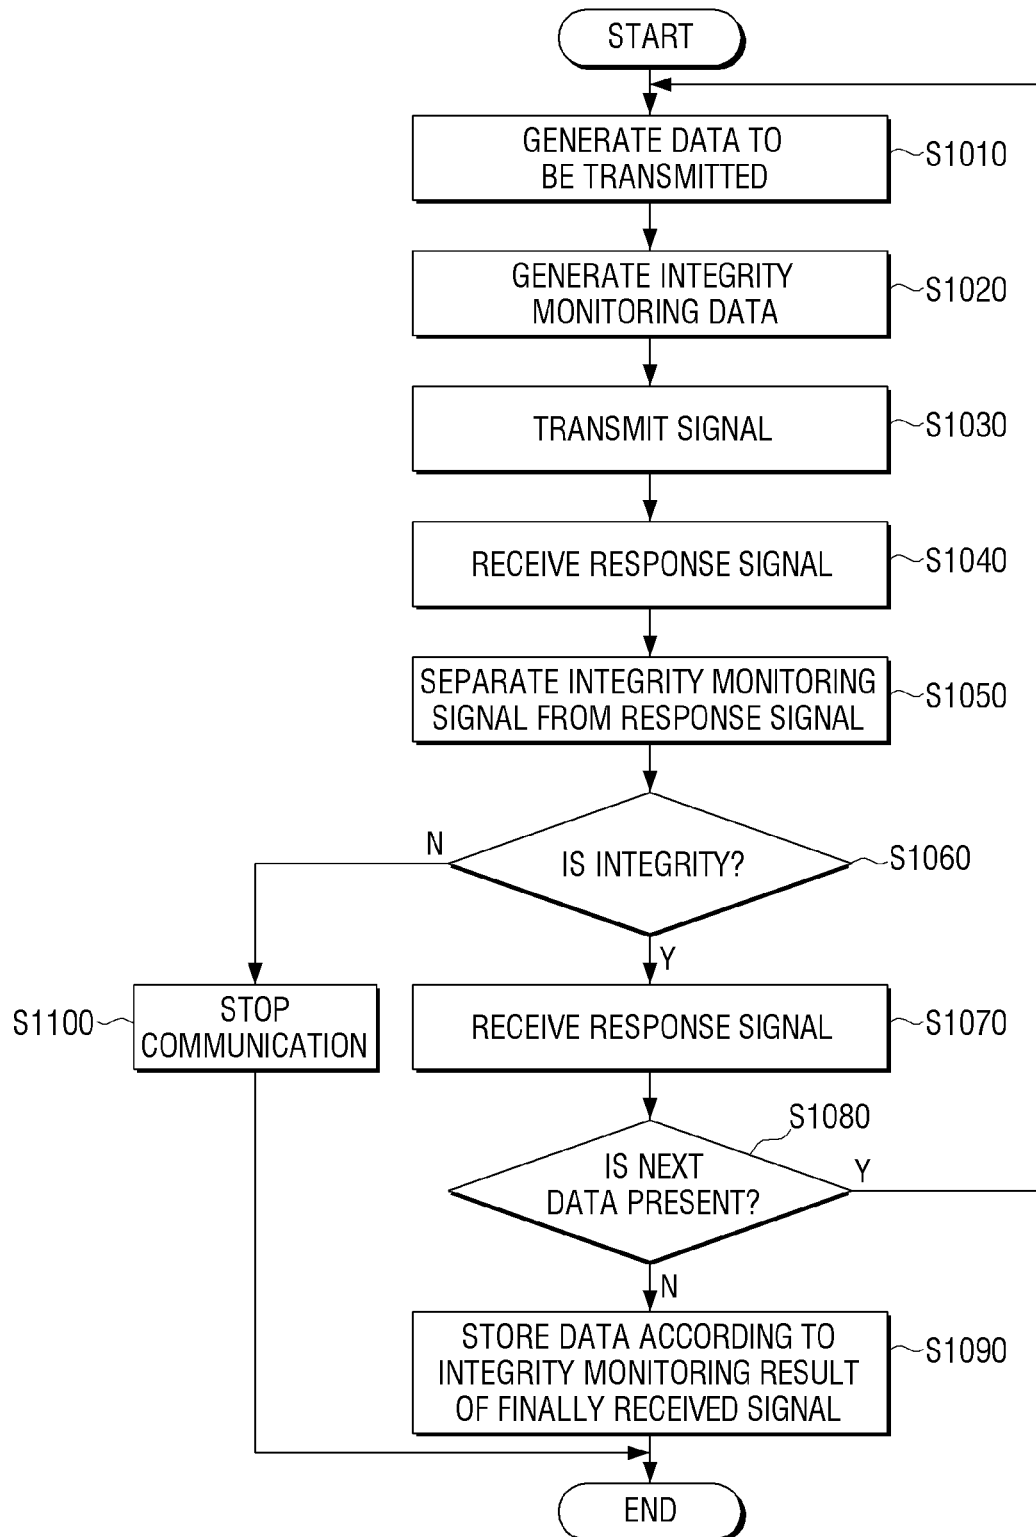 START
GENERATE DATA TO
BE TRANSMITTED
S1010
GENERATE INTEGRITY
MONITORING DATA
S1020
TRANSMIT SIGNAL
S1030
RECEIVE RESPONSE SIGNAL
S1040
SEPARATE INTEGRITY MONITORING
SIGNAL FROM RESPONSE SIGNAL
S1050
IS INTEGRITY?
S1060
N
Y
S1100
STOP
COMMUNICATION
RECEIVE RESPONSE SIGNAL
S1070
S1080
IS NEXT
DATA PRESENT?
Y
N
STORE DATA ACCORDING TO
INTEGRITY MONITORING RESULT
OF FINALLY RECEIVED SIGNAL
S1090
END